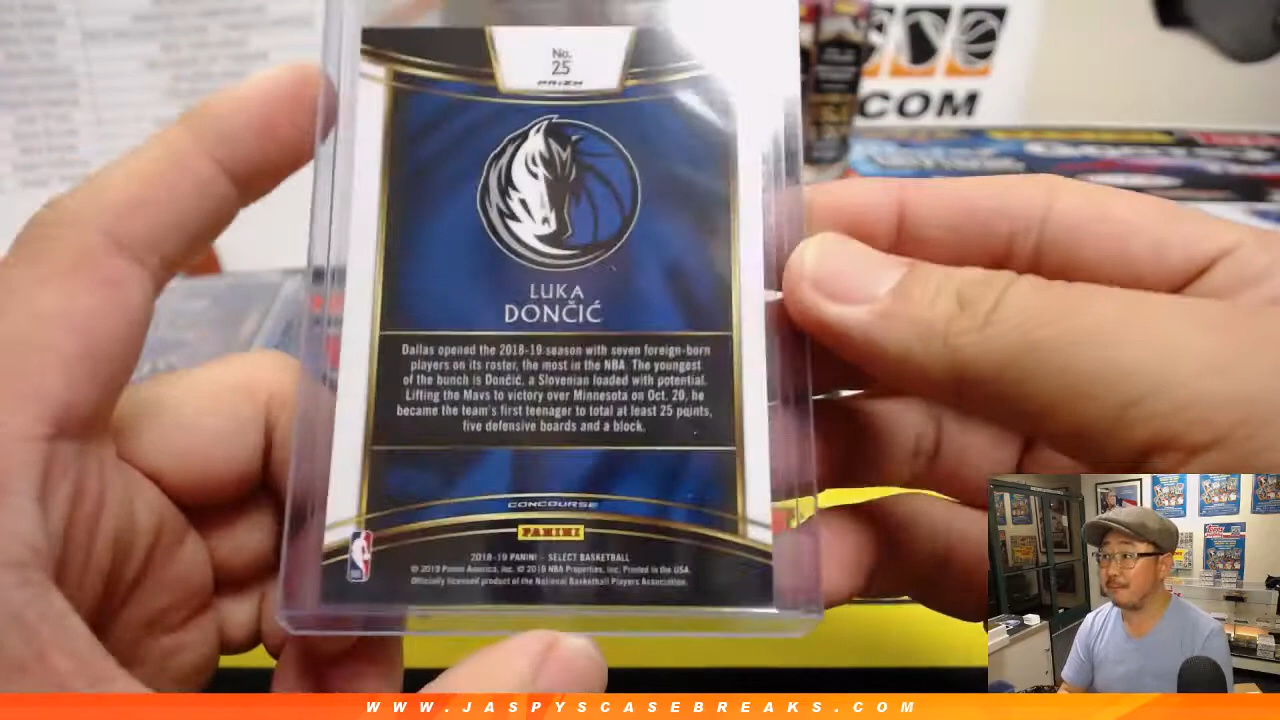 No.
25
PRIZM
.COM
LUKA
DONČIĆ
Dallas opened the 2018-19 season with seven foreign-born
players on its roster, the most in the NBA. The youngest
of the bunch is Dončić, a Slovenian loaded with potential.
Lifting the Mavs to victory over Minnesota on Oct. 20, he
became the team's first teenager to total at least 25 points,
five defensive boards and a block.
CONCOURSE
PANINI
2018-19 PANINI - SELECT BASKETBALL
© 2019 Panini America, Inc. © 2019 NBA Properties, Inc. Printed in the USA.
Officially licensed product of the National Basketball Players Association.
WWW.JASPYSCASEBREAKS.COM